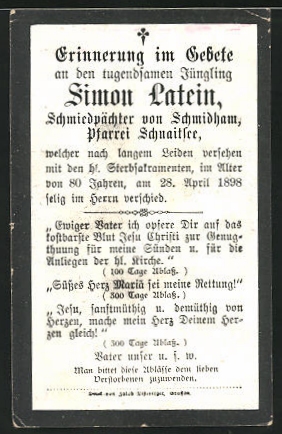 Erinnerung im Gebete
an den tugendsamen Jüngling
Simon Latein,
Schmiedpächter von Schmidham,
Pfarrei Schnaitsee,
welcher nach langem Leiden versehen
mit den hl. Sterbsakramenten, im Alter
von 80 Jahren, am 28. April 1898
selig im Herrn verschied.
„Ewiger Vater ich opfere Dir auf das
kostbarste Blut Jesu Christi zur Genug-
thuung für meine Sünden u. für die
Anliegen der hl. Kirche."
(100 Tage Ablaß.)
„Süßes Herz Mariä sei meine Rettung!"
(300 Tage Ablaß.)
„Jesu, sanftmüthig u. demüthig von
Herzen, mache mein Herz Deinem Her-
zen gleich!"
(300 Tage Ablaß.)
Vater unser u. s. w.
Man bittet diese Ablässe dem lieben
Verstorbenen zuzuwenden.
Druck von Jakob